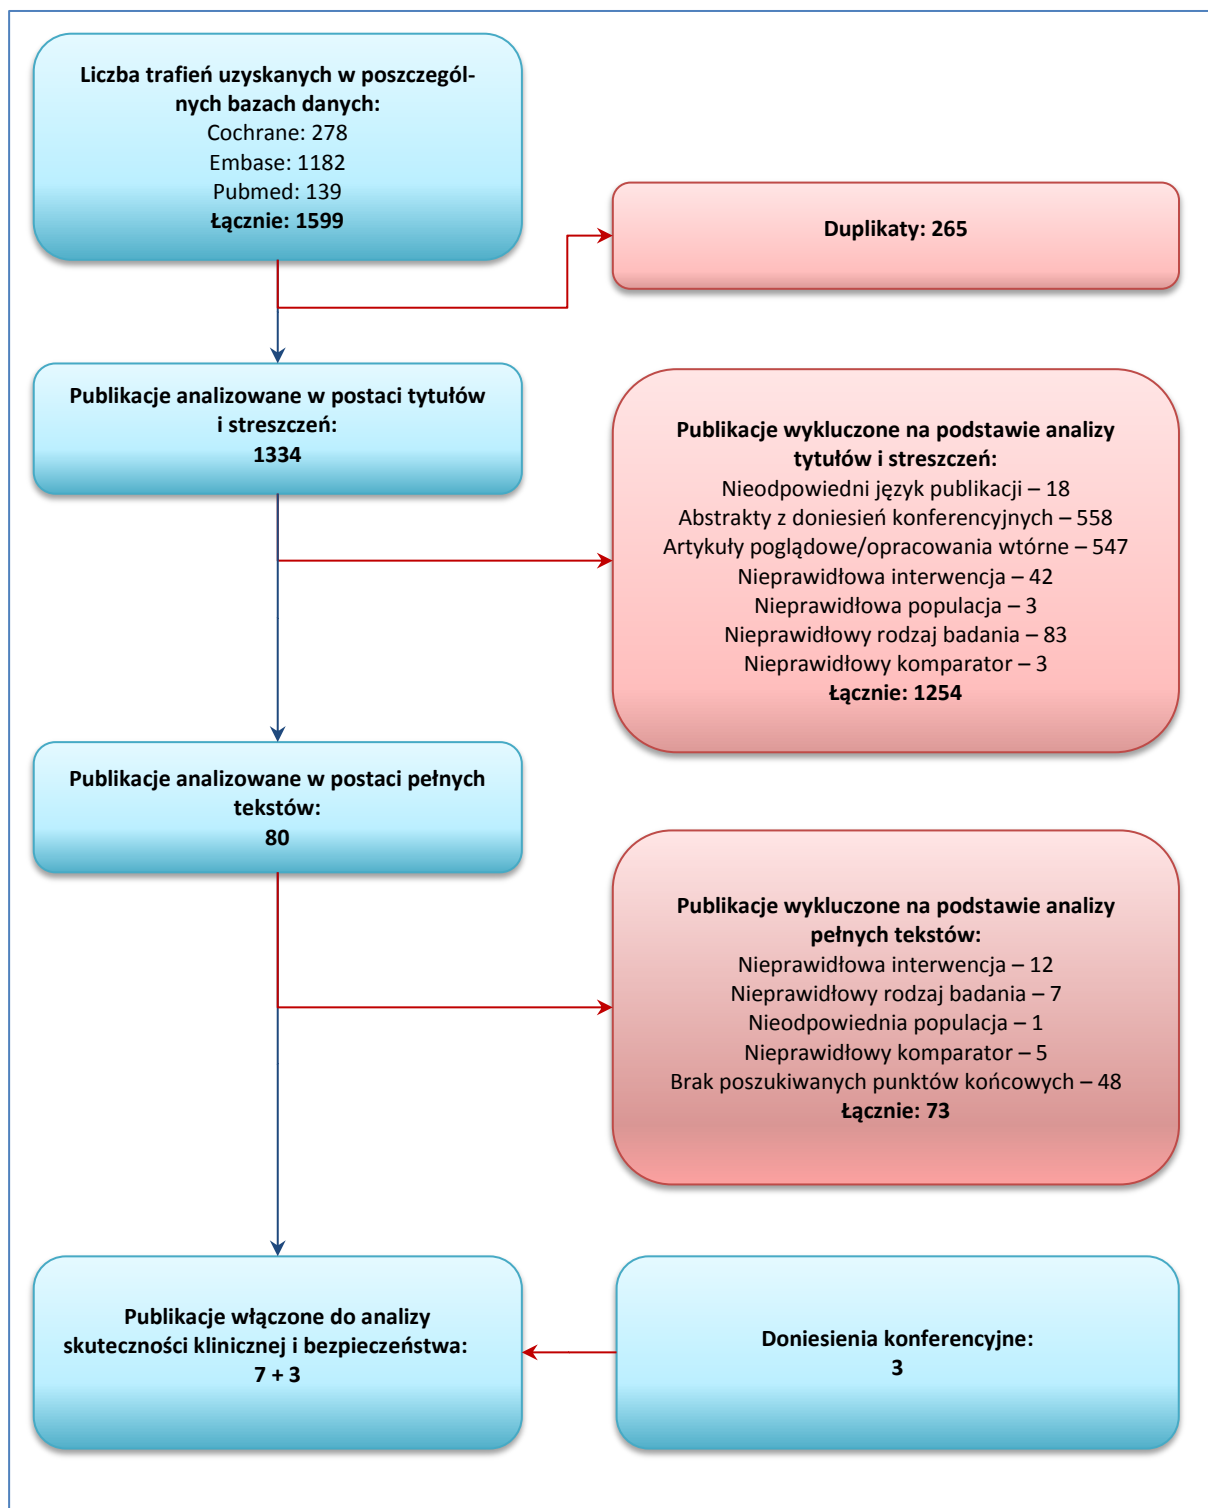 Liczba trafień uzyskanych w poszczegól-
nych bazach danych:
Cochrane: 278
Embase: 1182
Pubmed: 139
Łącznie: 1599
Duplikaty: 265
Publikacje analizowane w postaci tytułów
i streszczeń:
1334
Publikacje wykluczone na podstawie analizy
tytułów i streszczeń:
Nieodpowiedni język publikacji – 18
Abstrakty z doniesień konferencyjnych – 558
Artykuły poglądowe/opracowania wtórne – 547
Nieprawidłowa interwencja – 42
Nieprawidłowa populacja – 3
Nieprawidłowy rodzaj badania – 83
Nieprawidłowy komparator – 3
Łącznie: 1254
Publikacje analizowane w postaci pełnych
tekstów:
80
Publikacje wykluczone na podstawie analizy
pełnych tekstów:
Nieprawidłowa interwencja – 12
Nieprawidłowy rodzaj badania – 7
Nieodpowiednia populacja – 1
Nieprawidłowy komparator – 5
Brak poszukiwanych punktów końcowych – 48
Łącznie: 73
Publikacje włączone do analizy
skuteczności klinicznej i bezpieczeństwa:
7 + 3
Doniesienia konferencyjne:
3